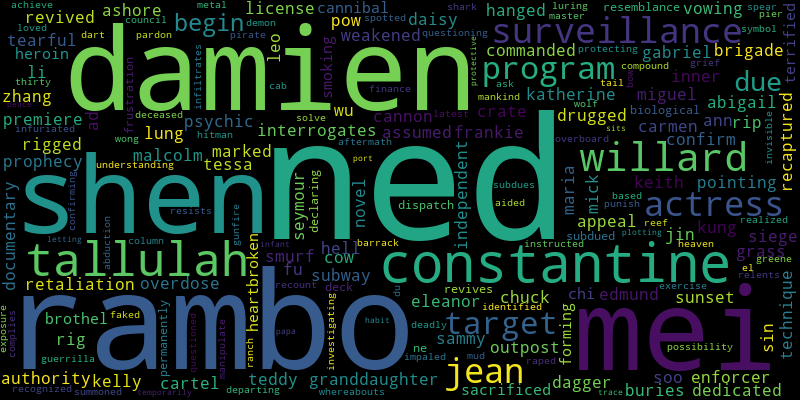 achieve metal demon spotted shark luring resemblance spear pier
revived ashore council license cannibal pow daisy hanged master vowing
tearful dart pardon begin leo smoking weakened surveillance questioning symbol
loved pirate commanded gabriel brigade protecting terrified
heroin damien protective program compound grief
li infiltrates cab finance ask tail inner due
thirty frustration katherine miguel mankind
zhang ad deceased psychic wu cannon latest crate drugged wolf biological abigail
premiere hitman solve assumed frankie carmen ann rip invisible recaptured
infuriated rigged lung interrogates aftermath rigged wong confirm sits overboard
prophecy understanding malcolm marked port independent willard
tessa shen ned mick keith pointing
documentary confirming resists seymour declaring novel dispatch maria based actress
abduction gunfire subdues aided punish realized
column appeal reef kung siege
letting infant barrack instructed subdued plotting jin heaven grass
tallulah hell cow constantine el greene
retaliation heartbroken smurf fu subway relents technique
overdose recount deck du revives chi edmund exercise
exposure brothel faked permanently eleanor chuck sunset
compiles rig questioned manipulate rambo investigating papa habit target identified forming mei sin
guerrilla ranch deadly sammy outpost possibility
authority kelly ne impaled mud jean soo enforcer
recognized cartel teddy granddaughter raped dagger trace
summoned temporarily departing whereabouts sacrificed buries dedicated